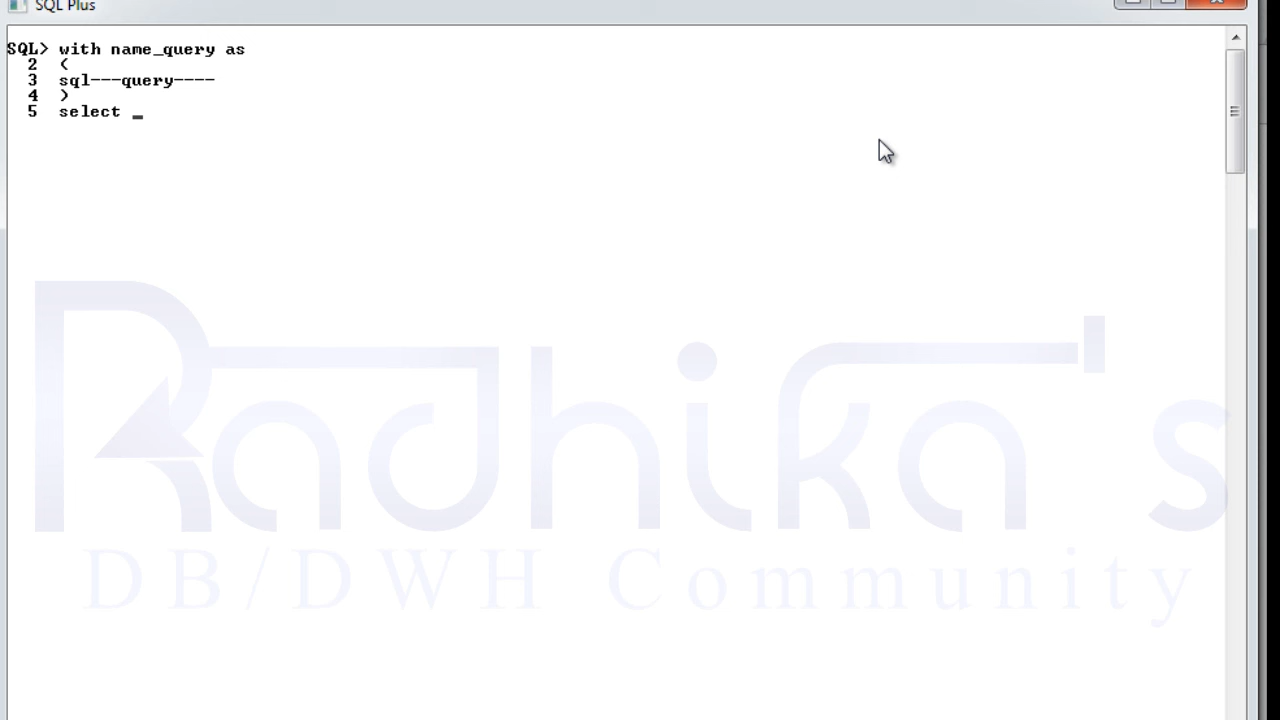 SQL Plus
SQL> with name_query as
2 (
3 sql---query----
4 )
5 select _
Radhika's
DB/DWH Community